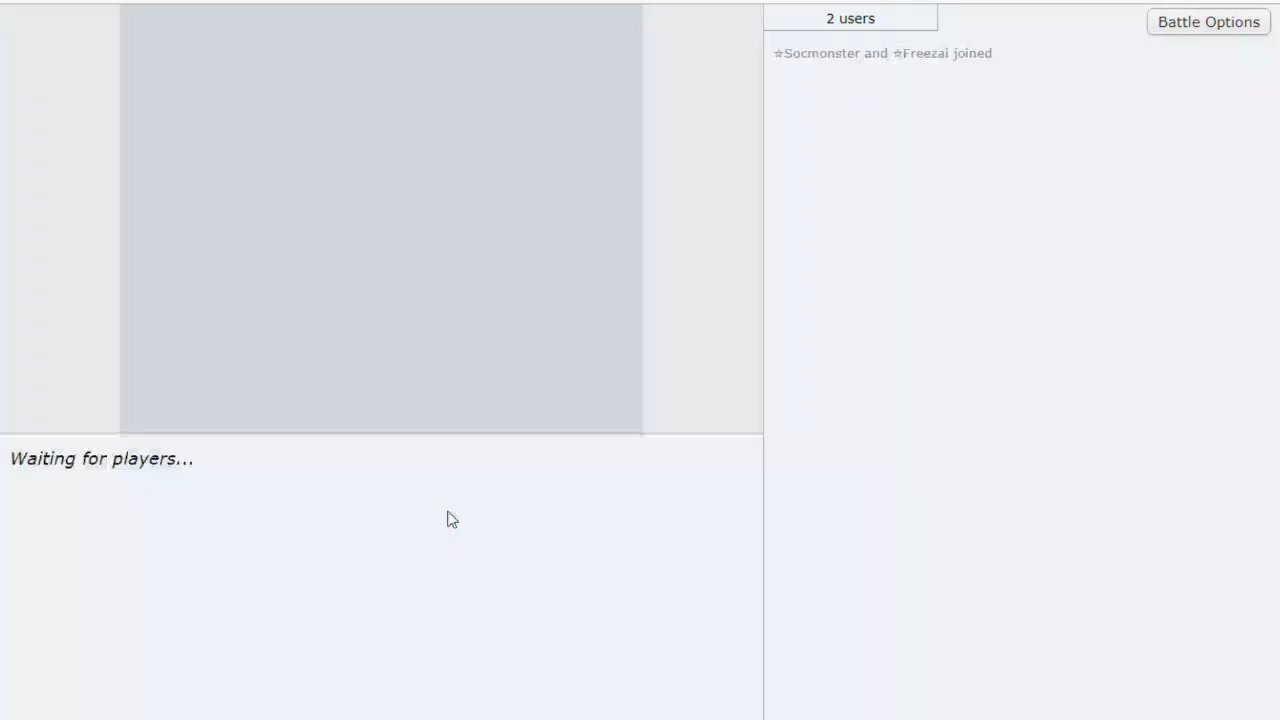 2 users
Battle Options
☆Socmonster and ☆Freezai joined
Waiting for players...